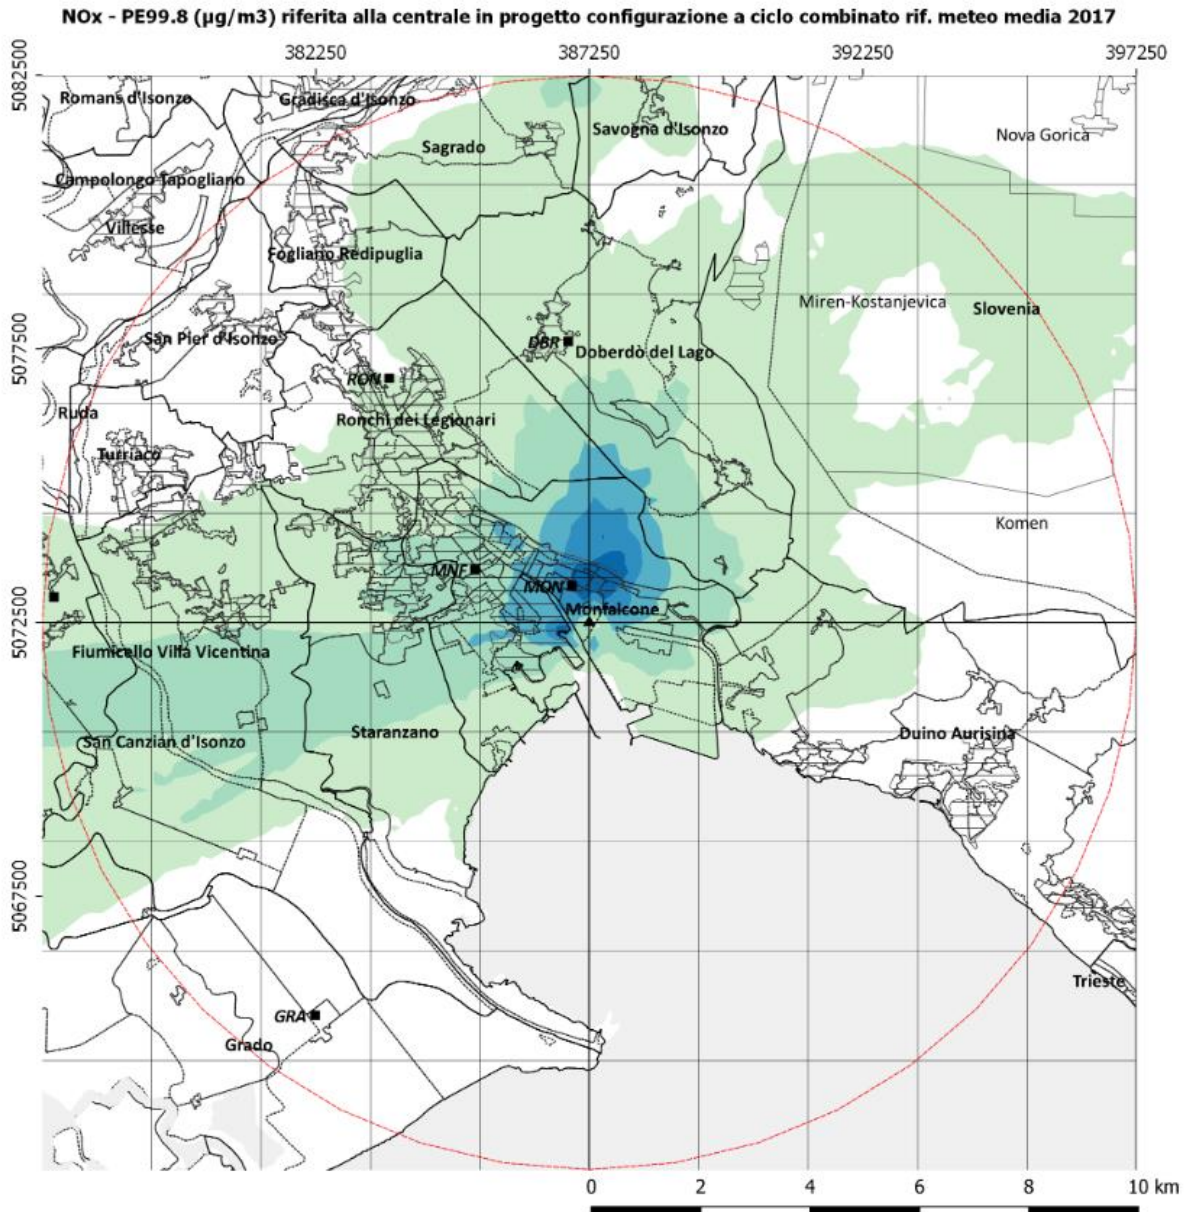 NOx - PE99.8 (µg/m3) riferita alla centrale in progetto configurazione a ciclo combinato rif. meteo media 2017
382250 387250 392250 397250
5082500
Romans d'Isonzo
Gradisca d'Isonzo
Savogna d'Isonzo
Nova Gorica
Sagrado
Campolongo Tapogliano
Villesse
Fogliano Redipuglia
Miren-Kostanjevica
Slovenia
5077500
San Pier d'Isonzo
DBR
Doberdò del Lago
RON
Ruda
Ronchi dei Legionari
Turriaco
Komen
MNF
MON
Monfalcone
5072500
Fiumicello Villa Vicentina
San Canzian d'Isonzo
Staranzano
Duino Aurisina
5067500
Trieste
GRA
Grado
0 2 4 6 8 10 km